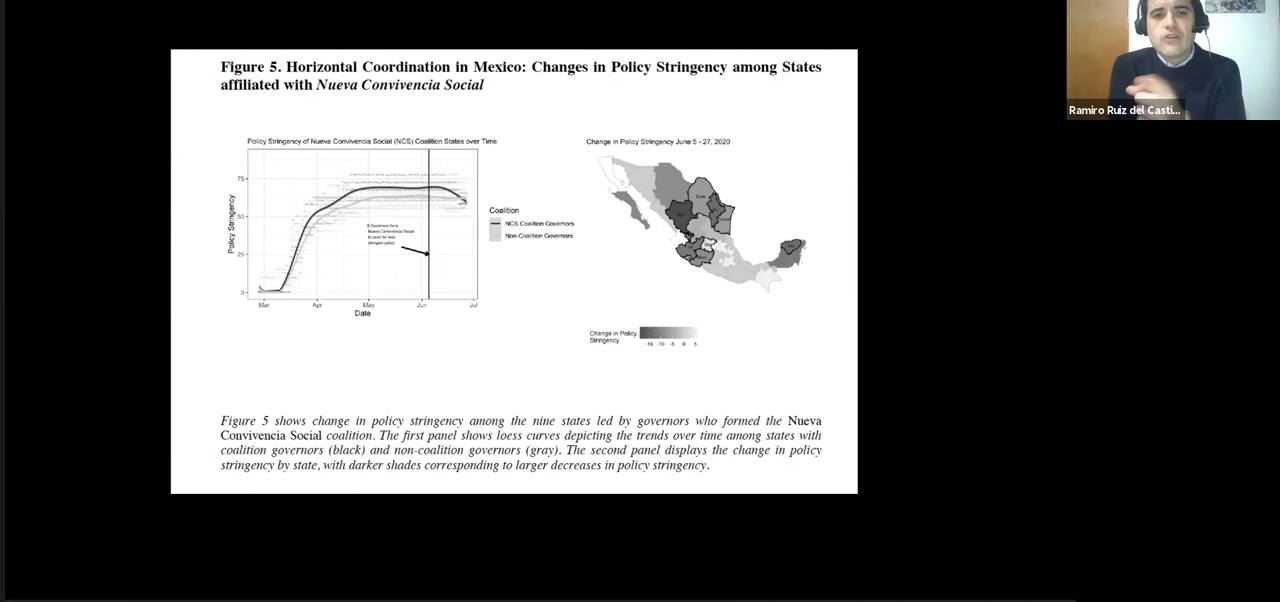 Figure 5. Horizontal Coordination in Mexico: Changes in Policy Stringency among States
affiliated with Nueva Convivencia Social
Ramiro Ruiz del Casti...
Policy Stringency of Nueva Convivencia Social (NCS) Coalition States over Time
Policy Stringency
75
50
25
0
Mar
Apr
May
Jun
Jul
Date
Coalition
NCS Coalition Governors
Non-Coalition Governors
Change in Policy Stringency June 5 - 27, 2020
Change in Policy
Stringency
-15 -10 -5 0 5
Figure 5 shows change in policy stringency among the nine states led by governors who formed the Nueva
Convivencia Social coalition. The first panel shows loess curves depicting the trends over time among states with
coalition governors (black) and non-coalition governors (gray). The second panel displays the change in policy
stringency by state, with darker shades corresponding to larger decreases in policy stringency.